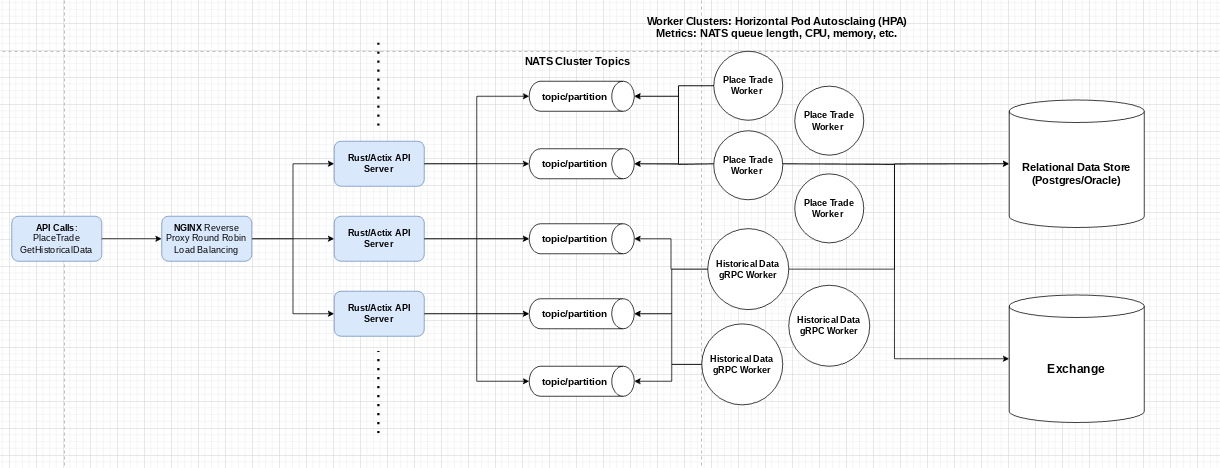 Worker Clusters: Horizontal Pod Autosclaing (HPA)
Metrics: NATS queue length, CPU, memory, etc.
NATS Cluster Topics
API Calls:
PlaceTrade
GetHistoricalData
NGINX Reverse
Proxy Round Robin
Load Balancing
Rust/Actix API
Server
Rust/Actix API
Server
Rust/Actix API
Server
topic/partition
topic/partition
topic/partition
topic/partition
topic/partition
Place Trade
Worker
Place Trade
Worker
Place Trade
Worker
Place Trade
Worker
Historical Data
gRPC Worker
Historical Data
gRPC Worker
Historical Data
gRPC Worker
Relational Data Store
(Postgres/Oracle)
Exchange